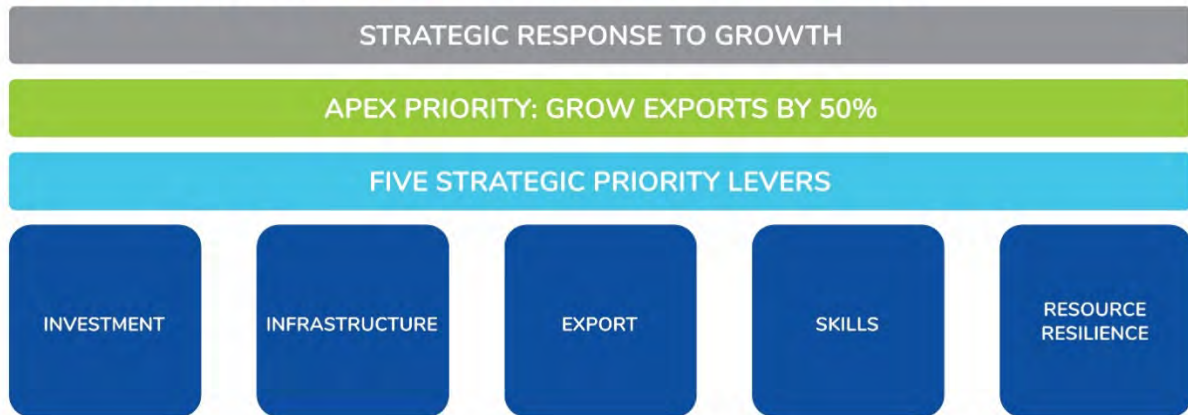 STRATEGIC RESPONSE TO GROWTH
APEX PRIORITY: GROW EXPORTS BY 50%
FIVE STRATEGIC PRIORITY LEVERS
INVESTMENT
INFRASTRUCTURE
EXPORT
SKILLS
RESOURCE
RESILIENCE